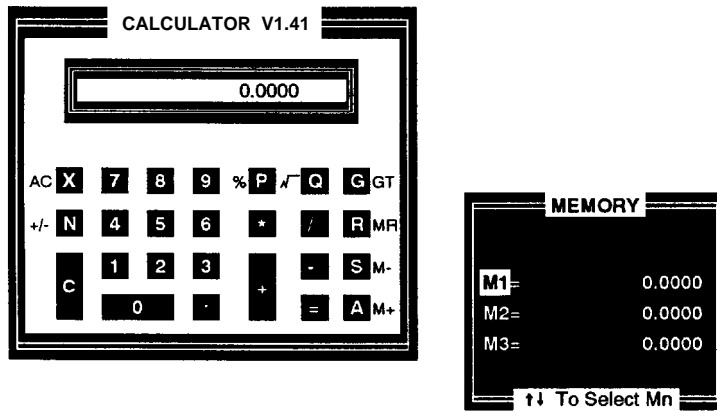 CALCULATOR V1.41
0.0000
AC X 7 8 9 % P √ Q G GT
+/- N 4 5 6 * / R MR
C 1 2 3 + - S M-
0 . = A M+
MEMORY
M1= 0.0000
M2= 0.0000
M3= 0.0000
↑↓ To Select Mn